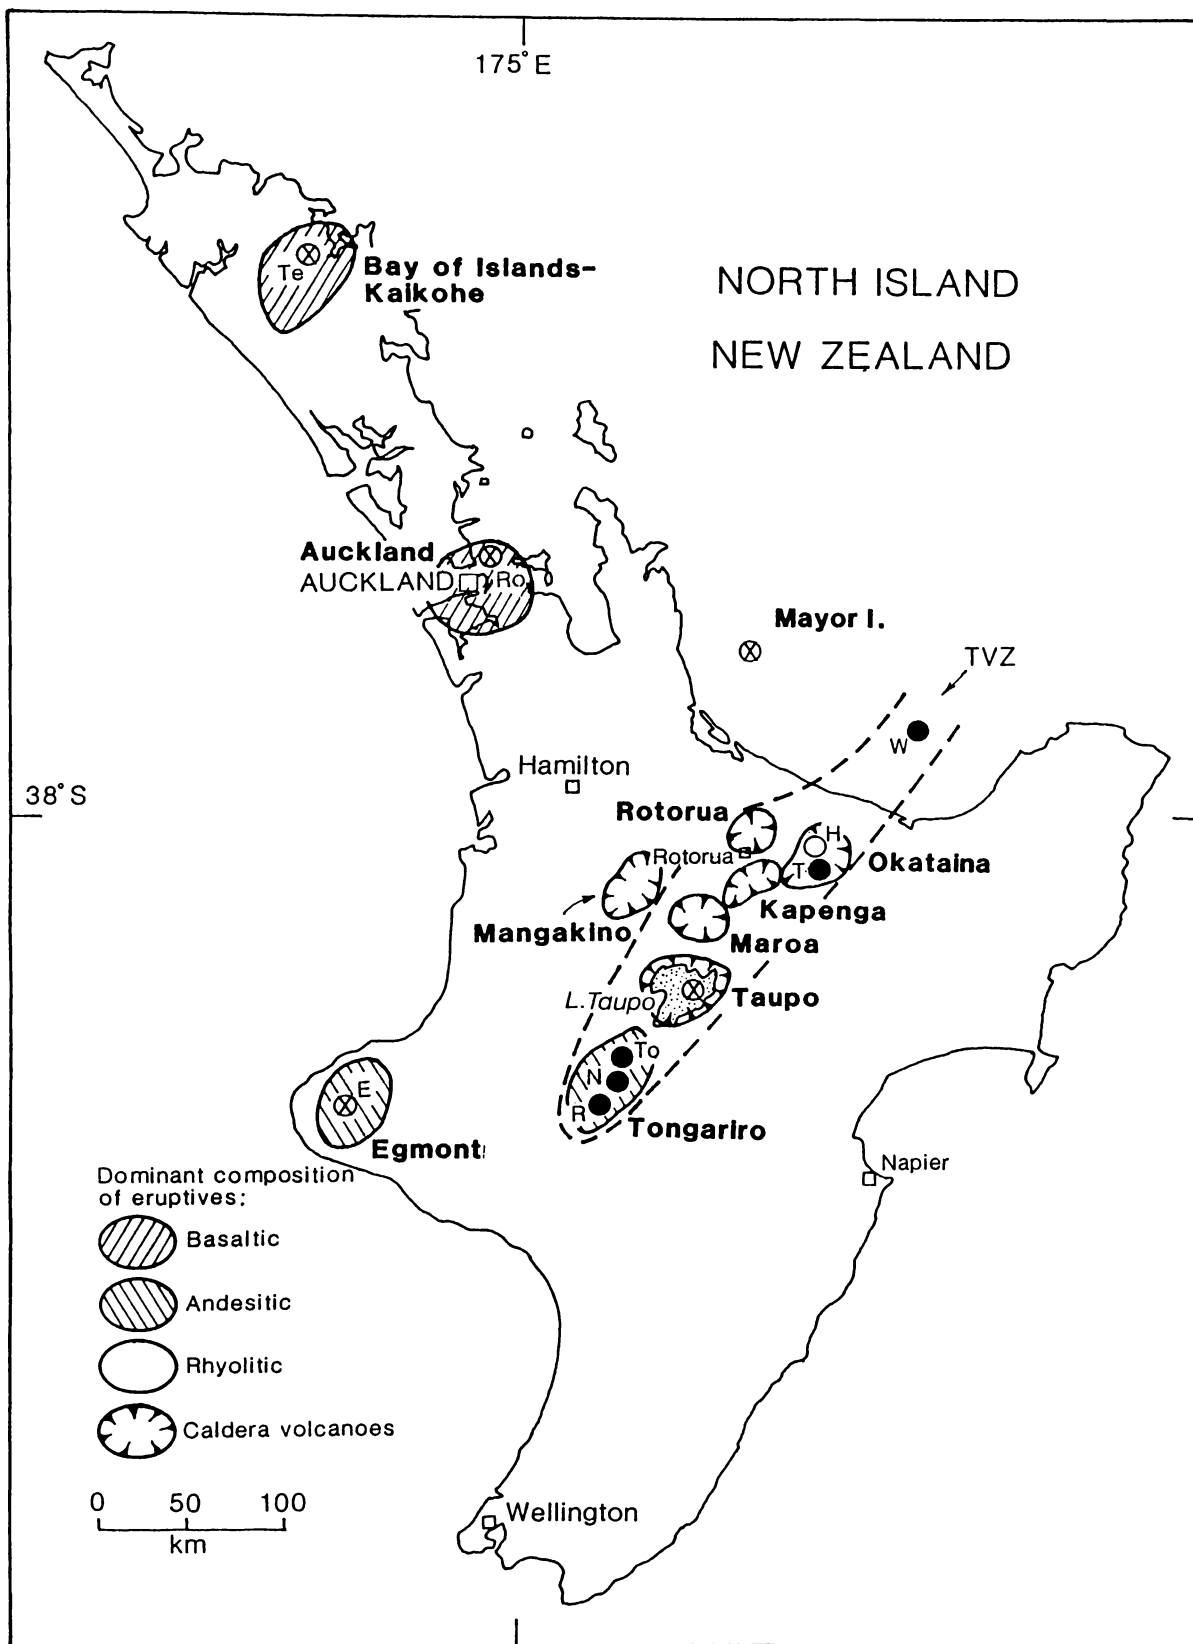 175°E
Te
Bay of Islands-
Kaikohe
NORTH ISLAND
NEW ZEALAND
Auckland
AUCKLAND
Ro
Mayor I.
TVZ
W
Hamilton
38°S
Rotorua
H
Rotorua
T
Okataina
Kapenga
Mangakino
Maroa
L.Taupo
Taupo
To
N
R
E
Tongariro
Egmont
Napier
Dominant composition
of eruptives:
Basaltic
Andesitic
Rhyolitic
Caldera volcanoes
0 50 100
km
Wellington